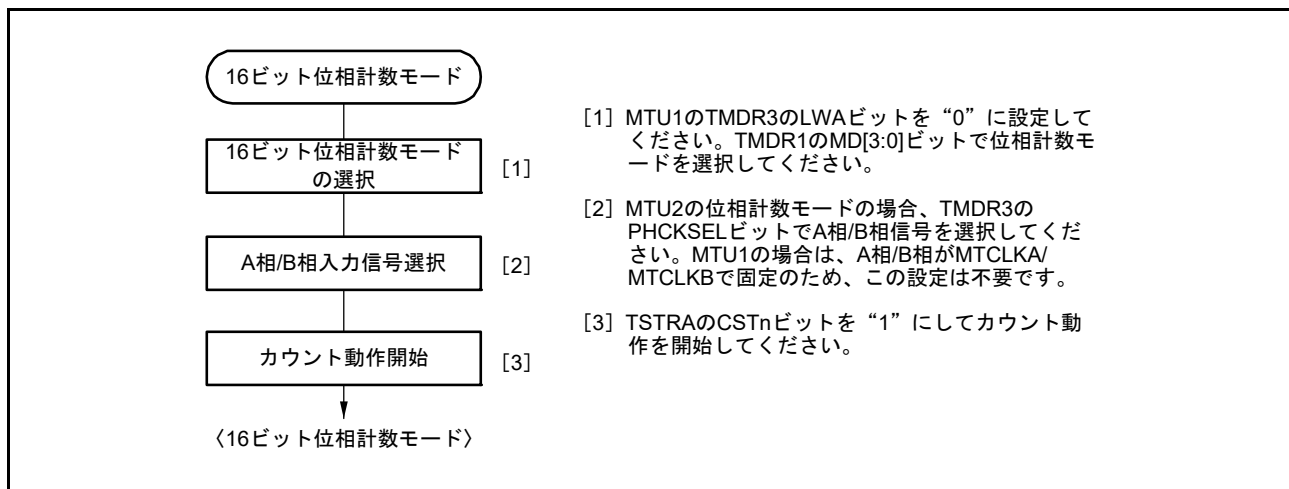 16ビット位相計数モード
16ビット位相計数モード
の選択
[1]
A相/B相入力信号選択
[2]
カウント動作開始
[3]
〈16ビット位相計数モード〉
[1] MTU1のTMDR3のLWAビットを“0”に設定して
ください。TMDR1のMD[3:0]ビットで位相計数モ
ードを選択してください。
[2] MTU2の位相計数モードの場合、TMDR3の
PHCKSELビットでA相/B相信号を選択してくだ
さい。MTU1の場合は、A相/B相がMTCLKA/
MTCLKBで固定のため、この設定は不要です。
[3] TSTRAのCSTnビットを“1”にしてカウント動
作を開始してください。